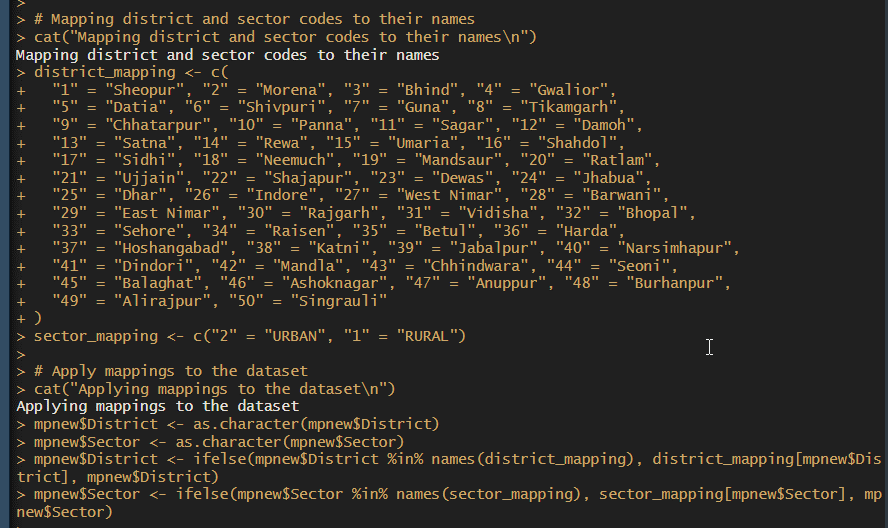 >
> # Mapping district and sector codes to their names
> cat("Mapping district and sector codes to their names\n")
Mapping district and sector codes to their names
> district_mapping <- c(
+   "1" = "Sheopur", "2" = "Morena", "3" = "Bhind", "4" = "Gwalior",
+   "5" = "Datia", "6" = "Shivpuri", "7" = "Guna", "8" = "Tikamgarh",
+   "9" = "Chhatarpur", "10" = "Panna", "11" = "Sagar", "12" = "Damoh",
+   "13" = "Satna", "14" = "Rewa", "15" = "Umaria", "16" = "Shahdol",
+   "17" = "Sidhi", "18" = "Neemuch", "19" = "Mandsaur", "20" = "Ratlam",
+   "21" = "Ujjain", "22" = "Shajapur", "23" = "Dewas", "24" = "Jhabua",
+   "25" = "Dhar", "26" = "Indore", "27" = "West Nimar", "28" = "Barwani",
+   "29" = "East Nimar", "30" = "Rajgarh", "31" = "Vidisha", "32" = "Bhopal",
+   "33" = "Sehore", "34" = "Raisen", "35" = "Betul", "36" = "Harda",
+   "37" = "Hoshangabad", "38" = "Katni", "39" = "Jabalpur", "40" = "Narsimhapur",
+   "41" = "Dindori", "42" = "Mandla", "43" = "Chhindwara", "44" = "Seoni",
+   "45" = "Balaghat", "46" = "Ashoknagar", "47" = "Anuppur", "48" = "Burhanpur",
+   "49" = "Alirajpur", "50" = "Singrauli"
+ )
> sector_mapping <- c("2" = "URBAN", "1" = "RURAL")
>
> # Apply mappings to the dataset
> cat("Applying mappings to the dataset\n")
Applying mappings to the dataset
> mpnew$District <- as.character(mpnew$District)
> mpnew$Sector <- as.character(mpnew$Sector)
> mpnew$District <- ifelse(mpnew$District %in% names(district_mapping), district_mapping[mpnew$Dis
trict], mpnew$District)
> mpnew$Sector <- ifelse(mpnew$Sector %in% names(sector_mapping), sector_mapping[mpnew$Sector], mp
new$Sector)